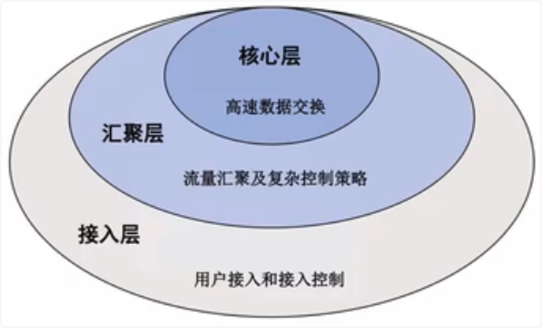 核心层
高速数据交换
汇聚层
流量汇聚及复杂控制策略
接入层
用户接入和接入控制